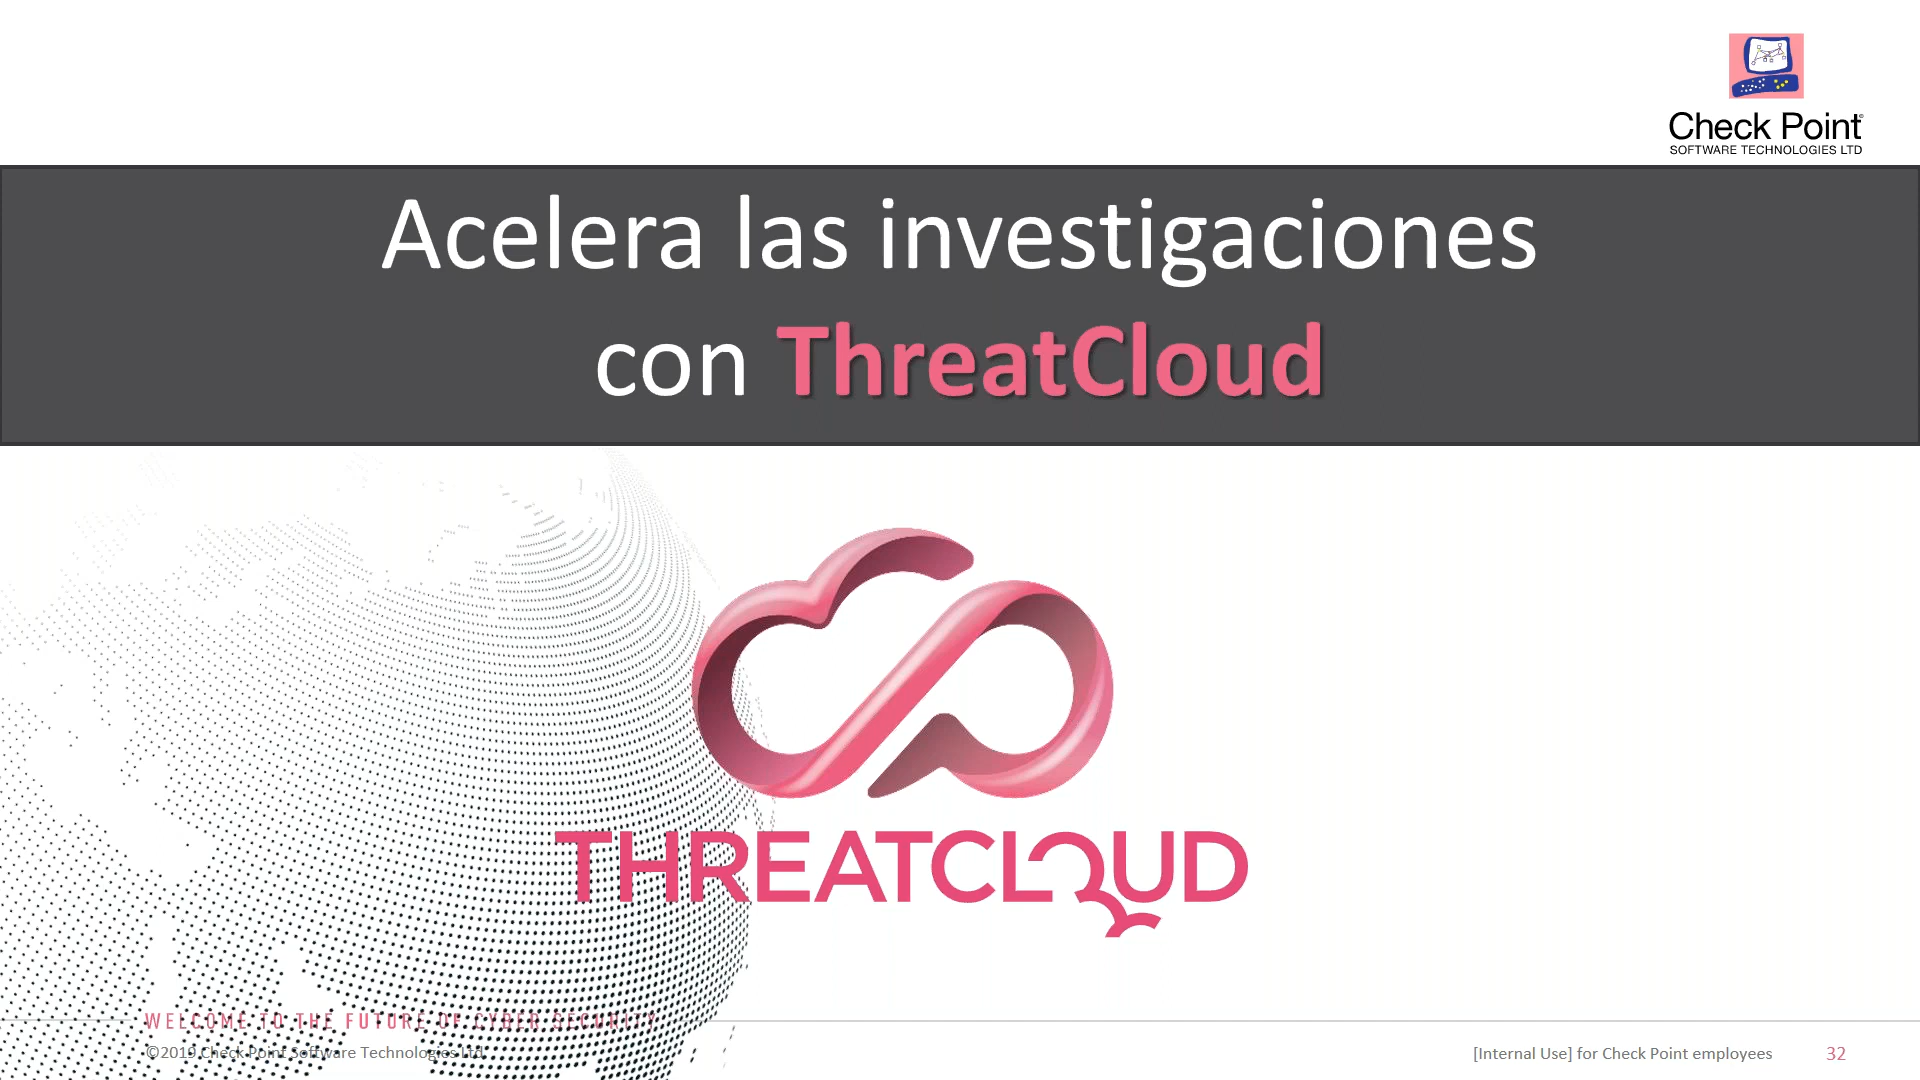 Check Point
SOFTWARE TECHNOLOGIES LTD
Acelera las investigaciones
con ThreatCloud
THREATCLOUD
WELCOME TO THE FUTURE OF CYBER SECURITY
©2019 Check Point Software Technologies Ltd.
[Internal Use] for Check Point employees
32